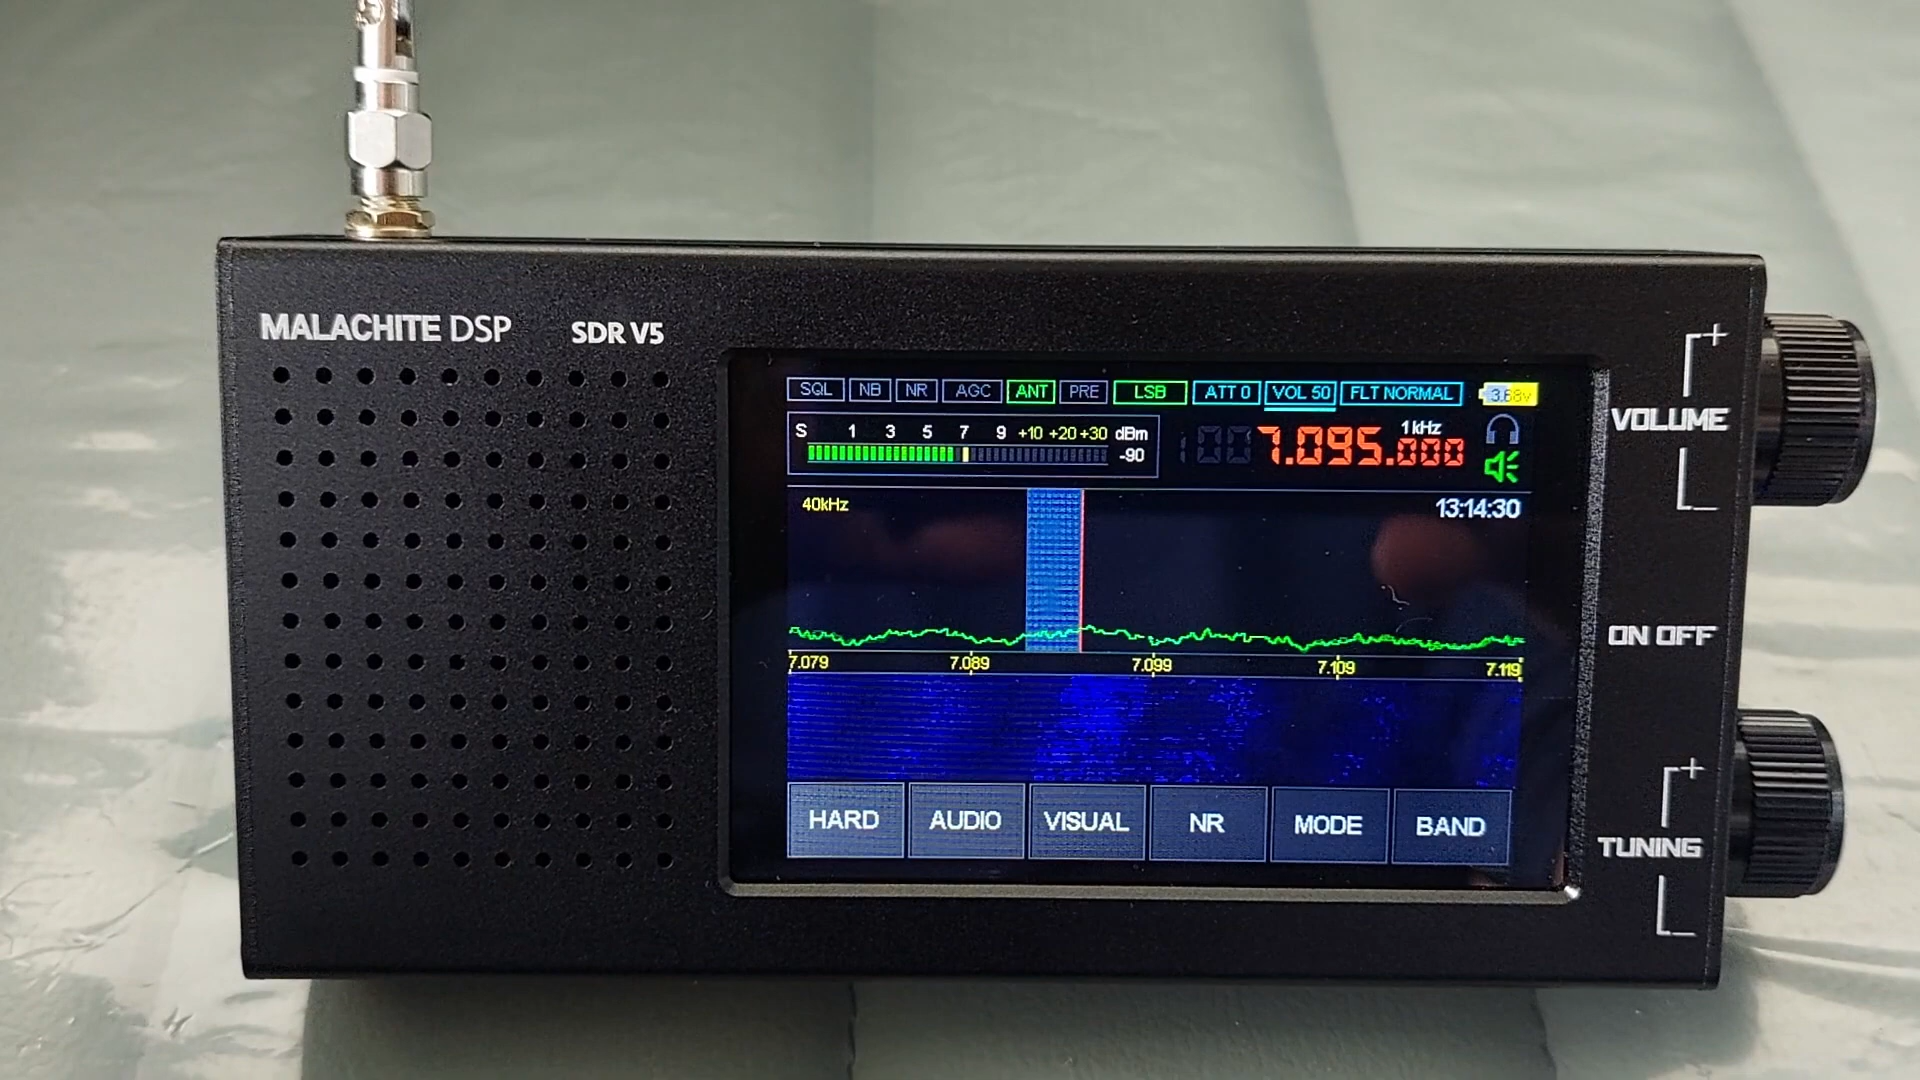 MALACHITE DSP SDR V5
SQL NB NR AGC ANT PRE LSB ATT 0 VOL 50 FLT NORMAL 3.68v
S 1 3 5 7 9 +10 +20 +30 dBm
-90
1 kHz
7.095.000
40kHz 13:14:30
7.079 7.089 7.099 7.109 7.119
HARD AUDIO VISUAL NR MODE BAND
+
VOLUME
-
ON OFF
+
TUNING
-